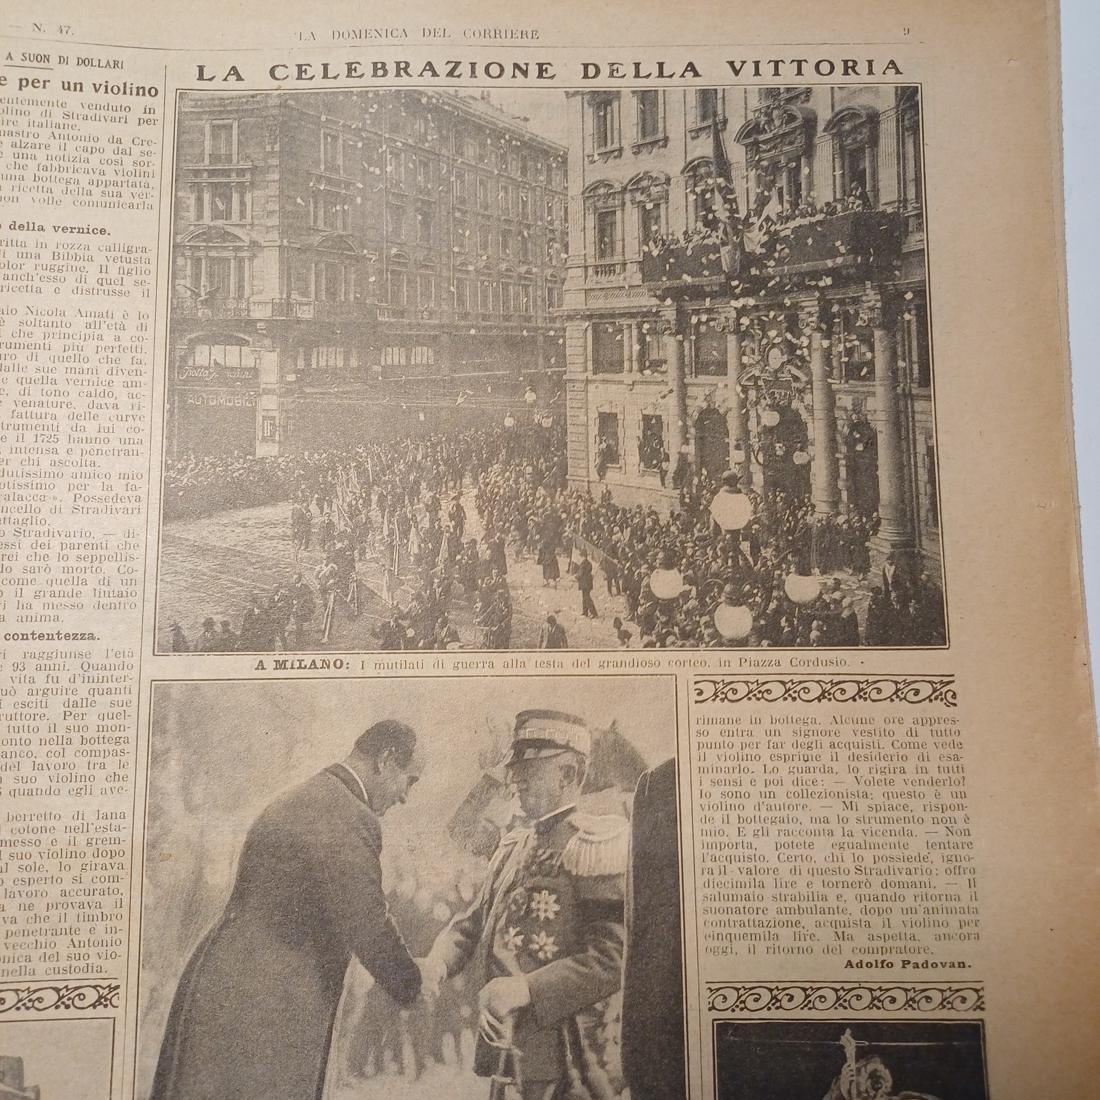 — N. 47.
LA DOMENICA DEL CORRIERE
9
A SUON DI DOLLARI
e per un violino
entemente venduto in
olino di Stradivari per
ire italiane.
mastro Antonio da Cre-
è alzare il capo dal se-
e una notizia così sor-
che fabbricava violini
una bottega appartata,
a ricetta della sua ver-
non volle comunicarla
o della vernice.
ritta in rozza calligra-
di una Bibbia vetusta
color ruggine. Il figlio
anch'esso di quel se-
ricetta e distrusse il
aio Nicola Amati è lo
è soltanto all'età di
i che principia a co-
rumenti più perfetti.
uro di quello che fa,
dalle sue mani diven-
e quella vernice am-
e, di tono caldo, ac-
r venature, dava ri-
a fattura delle curve
strumenti da lui co-
e il 1725 hanno una
intensa e penetran-
er chi ascolta.
dutissimo amico mio
otissimo per la fa-
ralacca ». Possedeva
oncello di Stradivari
ettaglio.
o Stradivario, — di-
essi dei parenti che
rei che lo seppellis-
do sarò morto. Co-
come quella di un
o il grande liutaio
ri ha messo dentro
a anima.
contentezza.
ri raggiunse l'età
e 93 anni. Quando
vita fu d'ininter-
uò arguire quanti
i esciti dalle sue
ruttore. Per quel-
tutto il suo mon-
onto nella bottega
anco, col compas-
del lavoro tra le
a suo violino che
quando egli ave-
berretto di lana
l cotone nell'esta-
messo e il grem-
l suo violino dopo
al sole, lo girava
o esperto si com-
lavoro accurato,
a ne provava il
va che il timbro
penetrante e in-
vecchio Antonio
onica del suo vio-
nella custodia.
LA CELEBRAZIONE DELLA VITTORIA
AUTOMOBILI
A MILANO: I mutilati di guerra alla testa del grandioso corteo, in Piazza Cordusio.
rimane in bottega. Alcune ore appres-
so entra un signore vestito di tutto
punto per far degli acquisti. Come vede
il violino esprime il desiderio di esa-
minarlo. Lo guarda, lo rigira in tutti
i sensi e poi dice: — Volete venderlo?
Io sono un collezionista; questo è un
violino d'autore. — Mi spiace, rispon-
de il bottegaio, ma lo strumento non è
mio. E gli racconta la vicenda. — Non
importa, potete egualmente tentare
l'acquisto. Certo, chi lo possiede, igno-
ra il valore di questo Stradivario; offro
diecimila lire e tornerò domani. — Il
salumaio strabilia e, quando ritorna il
suonatore ambulante, dopo un'animata
contrattazione, acquista il violino per
cinquemila lire. Ma aspetta, ancora
oggi, il ritorno del compratore.
Adolfo Padovan.